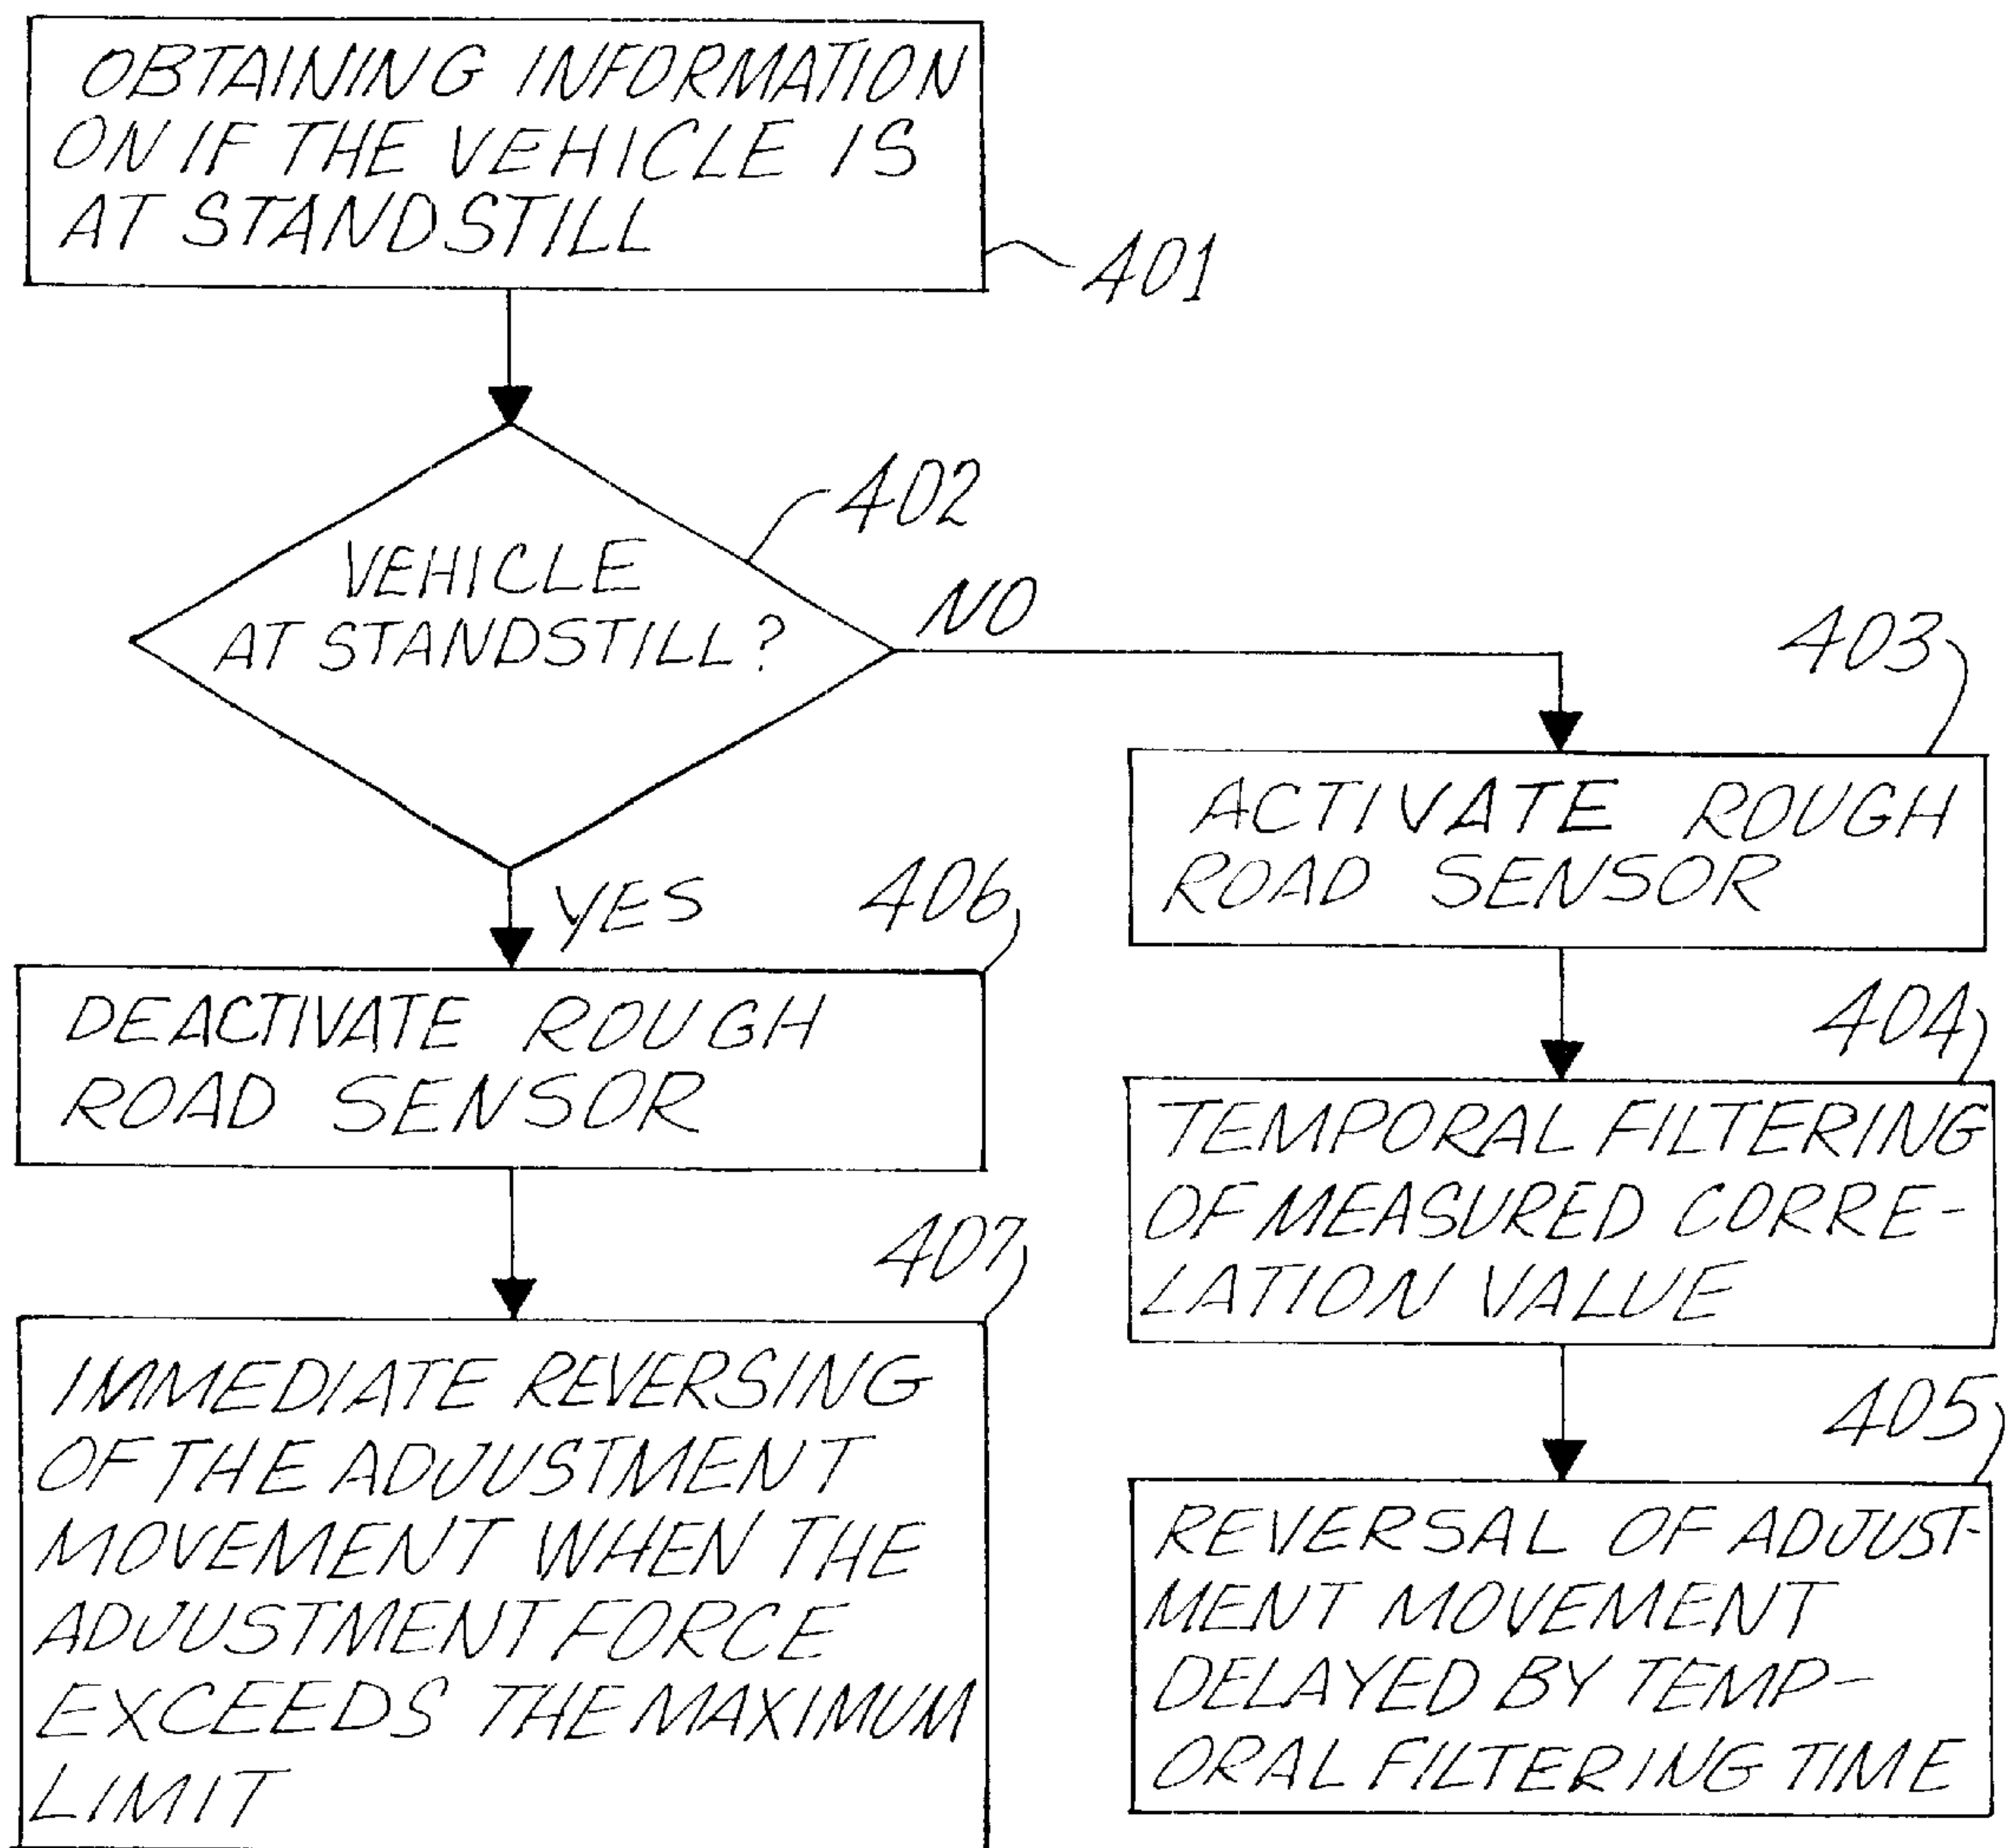 OBTAINING INFORMATION
ON IF THE VEHICLE IS
AT STANDSTILL
401
402
VEHICLE
AT STANDSTILL?
NO
403
ACTIVATE ROUGH
ROAD SENSOR
YES
406
DEACTIVATE ROUGH
ROAD SENSOR
404
TEMPORAL FILTERING
OF MEASURED CORRE-
LATION VALUE
407
IMMEDIATE REVERSING
OF THE ADJUSTMENT
MOVEMENT WHEN THE
ADJUSTMENT FORCE
EXCEEDS THE MAXIMUM
LIMIT
405
REVERSAL OF ADJUST-
MENT MOVEMENT
DELAYED BY TEMP-
ORAL FILTERING TIME